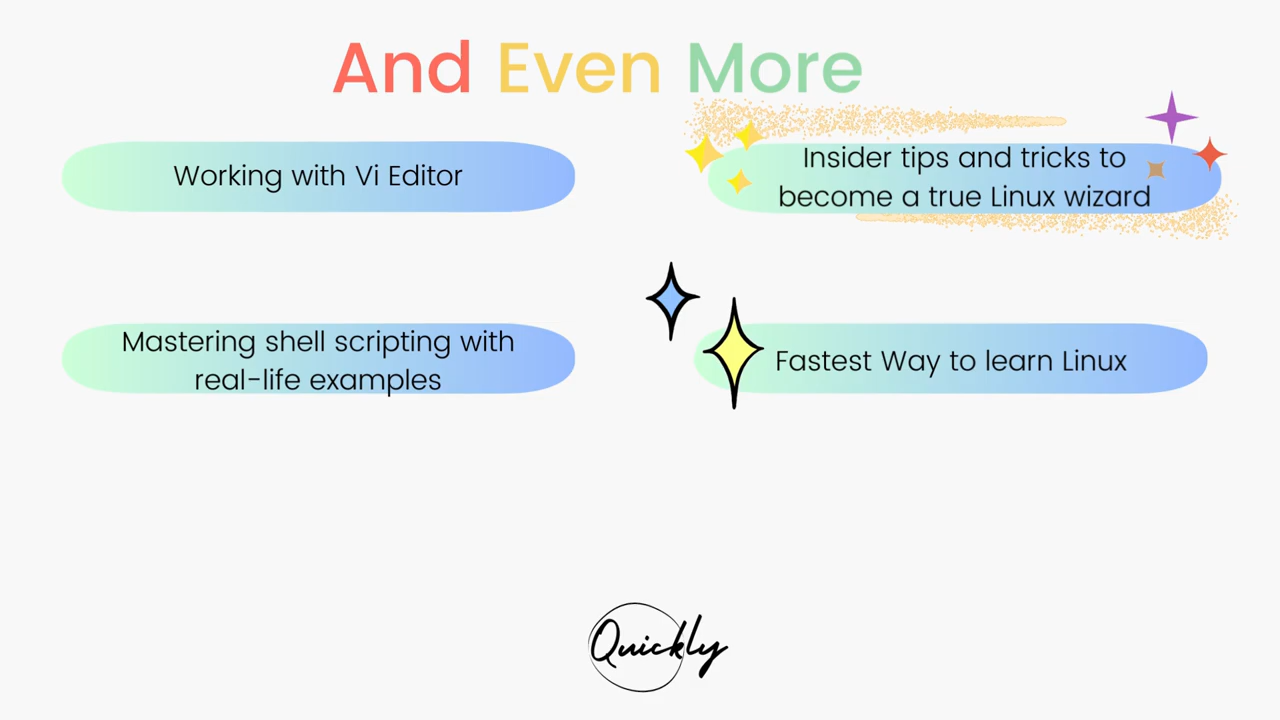 And Even More
Working with Vi Editor
Insider tips and tricks to
become a true Linux wizard
Mastering shell scripting with
real-life examples
Fastest Way to learn Linux
Quickly